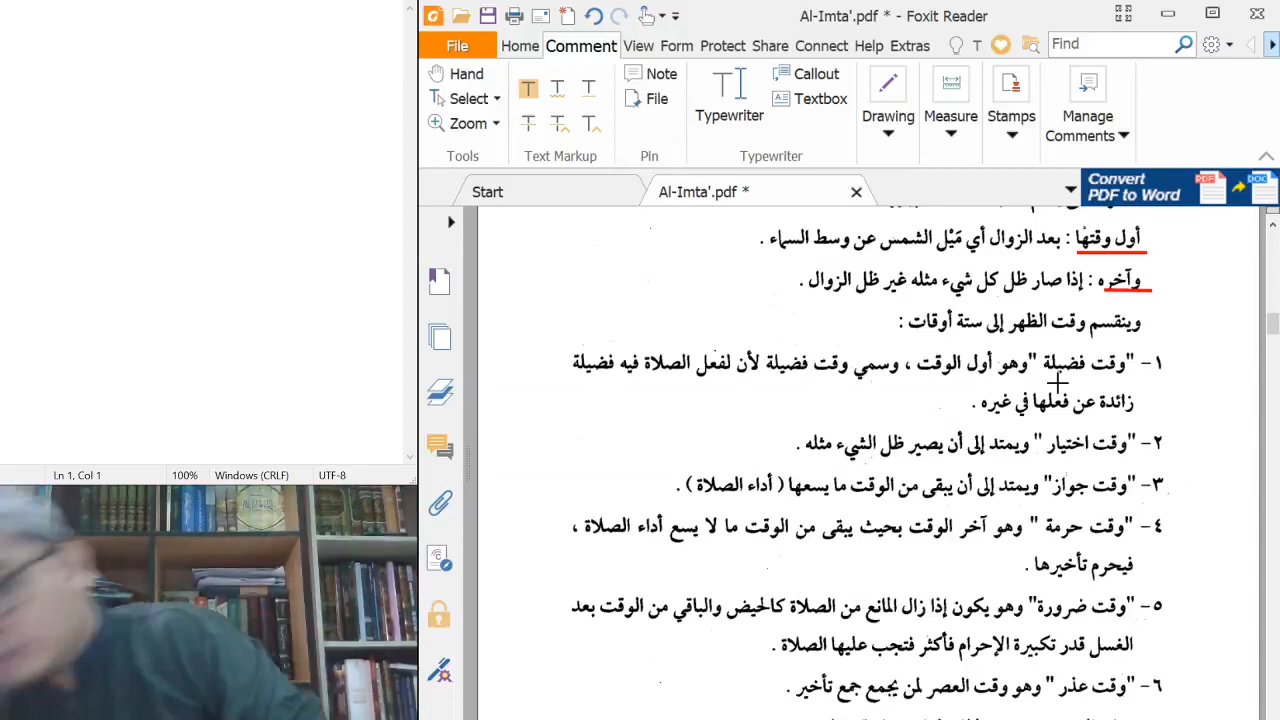 Al-Imta'.pdf * - Foxit Reader
File Home Comment View Form Protect Share Connect Help Extras Find
Hand
Select
Zoom
Tools
Text Markup
Note
File
Pin
Typewriter
Callout
Textbox
Typewriter
Drawing
Measure
Stamps
Manage
Comments
Start
Al-Imta'.pdf *
Convert
PDF to Word
PDF
DOC
أول وقتها : بعد الزوال أي مَيْل الشمس عن وسط السماء .
وآخره : إذا صار ظل كل شيء مثله غير ظل الزوال .
وينقسم وقت الظهر إلى ستة أوقات :
١- "وقت فضيلة "وهو أول الوقت ، وسمي وقت فضيلة لأن لفعل الصلاة فيه فضيلة
زائدة عن فعلها في غيره .
٢- "وقت اختيار " ويمتد إلى أن يصير ظل الشيء مثله .
٣- "وقت جواز" ويمتد إلى أن يبقى من الوقت ما يسعها ( أداء الصلاة ) .
٤- "وقت حرمة " وهو آخر الوقت بحيث يبقى من الوقت ما لا يسع أداء الصلاة ،
فيحرم تأخيرها .
٥- "وقت ضرورة" وهو يكون إذا زال المانع من الصلاة كالحيض والباقي من الوقت بعد
الغسل قدر تكبيرة الإحرام فأكثر فتجب عليها الصلاة .
٦- "وقت عذر " وهو وقت العصر لمن يجمع جمع تأخير .
Ln 1, Col 1 100% Windows (CRLF) UTF-8